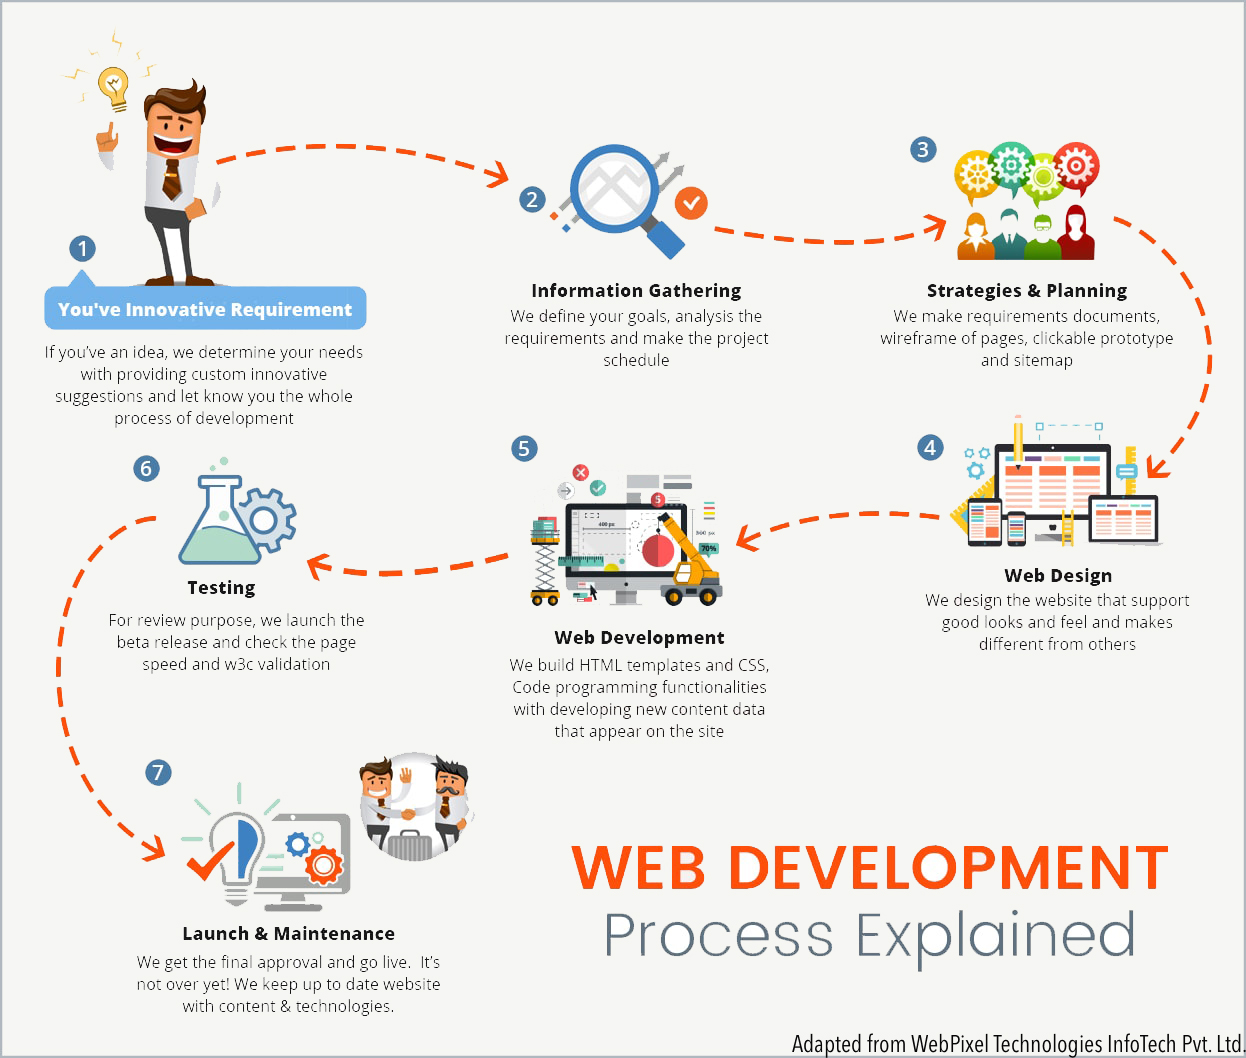 1
You've Innovative Requirement
If you've an idea, we determine your needs
with providing custom innovative
suggestions and let know you the whole
process of development
2
Information Gathering
We define your goals, analysis the
requirements and make the project
schedule
3
Strategies & Planning
We make requirements documents,
wireframe of pages, clickable prototype
and sitemap
4
Web Design
We design the website that support
good looks and feel and makes
different from others
5
400 px
300 px
$
70%
Web Development
We build HTML templates and CSS,
Code programming functionalities
with developing new content data
that appear on the site
6
Testing
For review purpose, we launch the
beta release and check the page
speed and w3c validation
7
Launch & Maintenance
We get the final approval and go live. It's
not over yet! We keep up to date website
with content & technologies.
WEB DEVELOPMENT
Process Explained
Adapted from WebPixel Technologies InfoTech Pvt. Ltd.